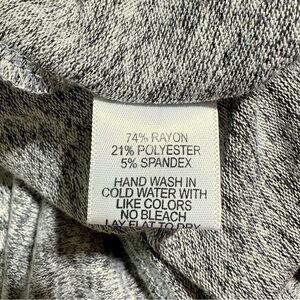 74% RAYON
21% POLYESTER
5% SPANDEX
HAND WASH IN
COLD WATER WITH
LIKE COLORS
NO BLEACH
LAY FLAT TO DRY